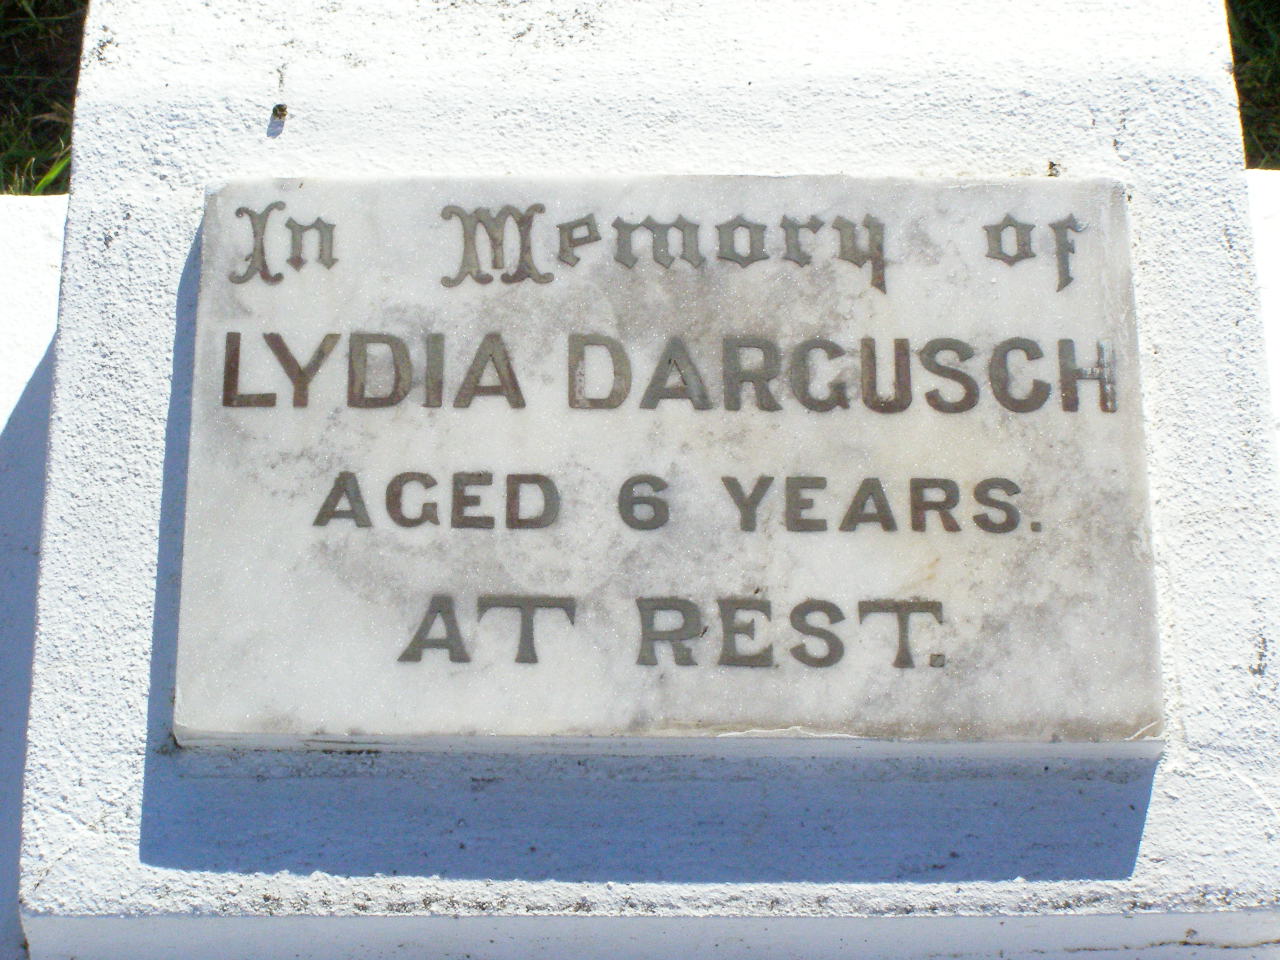 In Memory of
LYDIA DARGUSCH
AGED 6 YEARS.
AT REST.